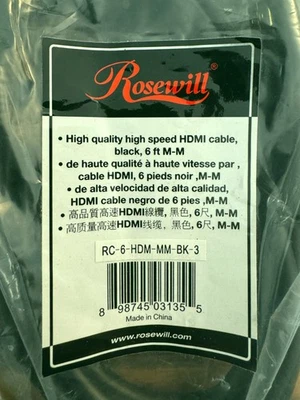 Rosewill®
• High quality high speed HDMI cable,
black, 6 ft M-M
• de haute qualité à haute vitesse par ,
cable HDMI, 6 pieds noir ,M-M
• de alta velocidad de alta calidad,
HDMI cable negro de 6 pies ,M-M
• 高品質高速HDMI線纜, 黑色, 6尺, M-M
• 高质量高速HDMI线缆, 黑色, 6尺, M-M
RC-6-HDM-MM-BK-3
8 98745 03135 5
Made in China
www.rosewill.com